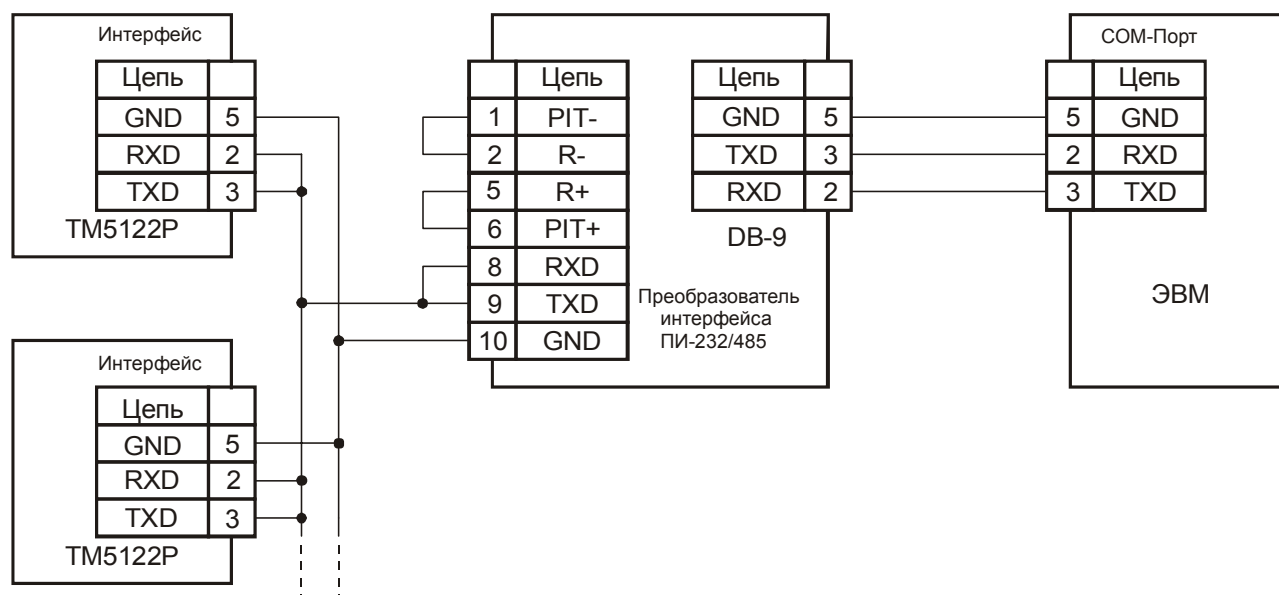 Интерфейс
Цепь
GND 5
RXD 2
TXD 3
ТМ5122Р
Интерфейс
Цепь
GND 5
RXD 2
TXD 3
ТМ5122Р
Цепь
1 PIT-
2 R-
5 R+
6 PIT+
8 RXD
9 TXD
10 GND
Цепь
GND 5
TXD 3
RXD 2
DB-9
Преобразователь
интерфейса
ПИ-232/485
COM-Порт
Цепь
5 GND
2 RXD
3 TXD
ЭВМ